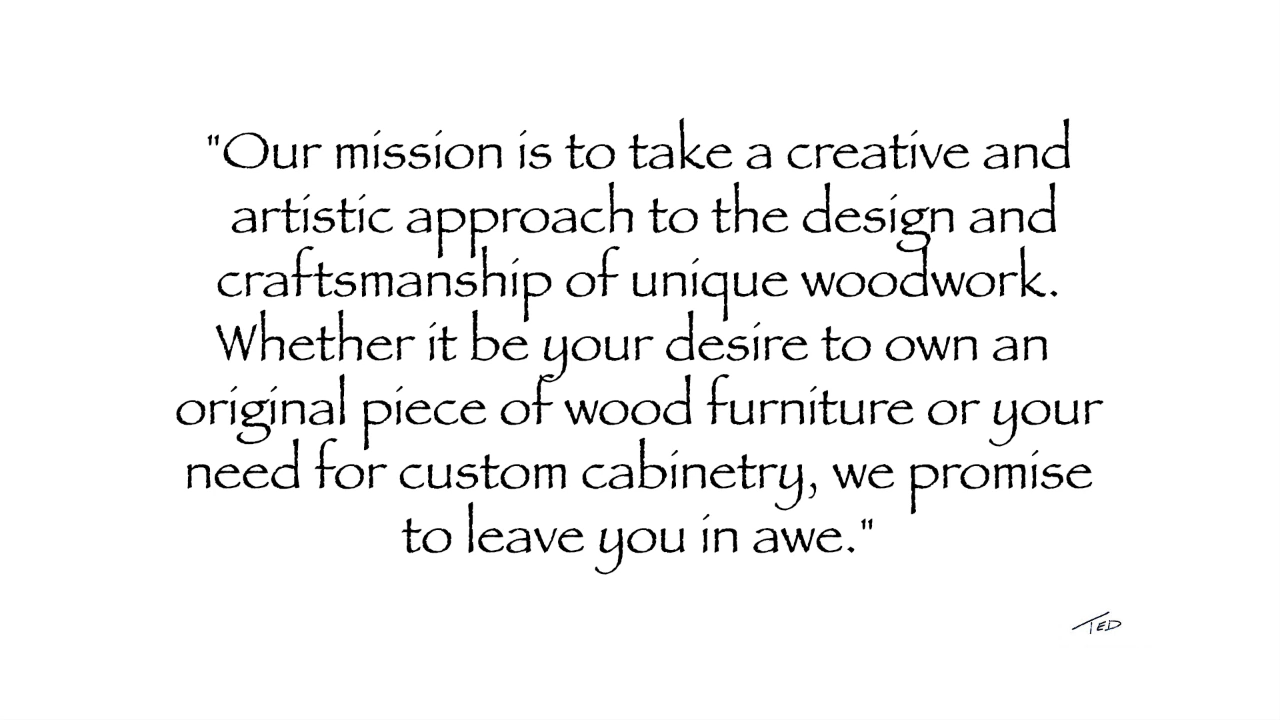 "Our mission is to take a creative and
artistic approach to the design and
craftsmanship of unique woodwork.
Whether it be your desire to own an
original piece of wood furniture or your
need for custom cabinetry, we promise
to leave you in awe."
TED